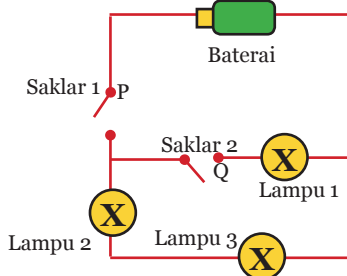 Baterai
Saklar 1
P
Saklar 2
Q
X
Lampu 1
X
Lampu 2
Lampu 3
X